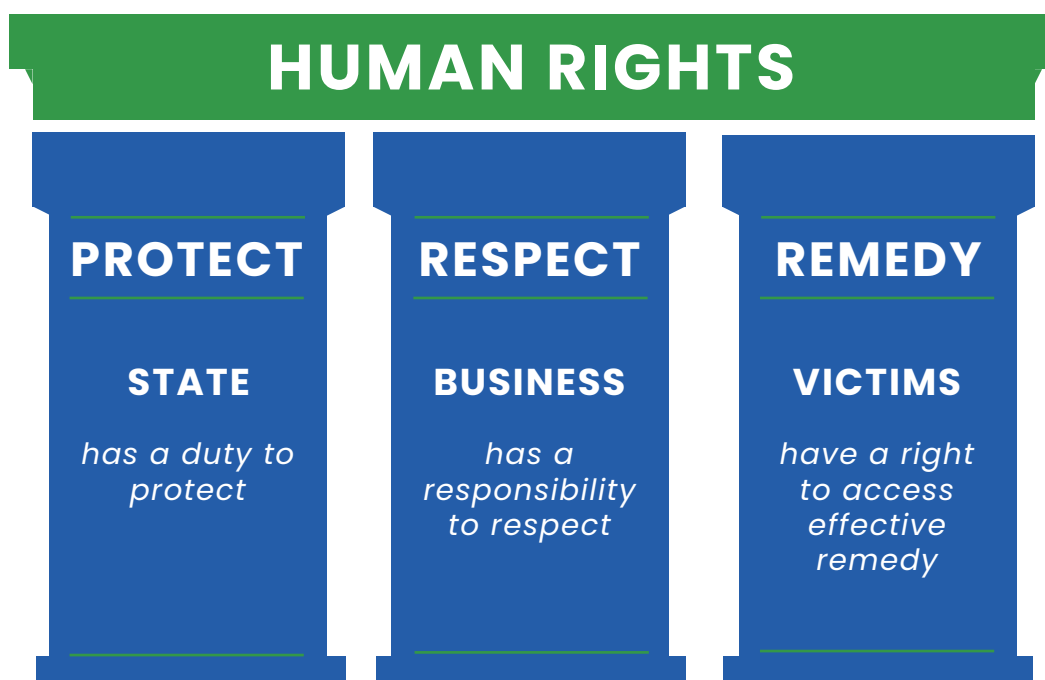 HUMAN RIGHTS
PROTECT
STATE
has a duty to
protect
RESPECT
BUSINESS
has a
responsibility
to respect
REMEDY
VICTIMS
have a right
to access
effective
remedy